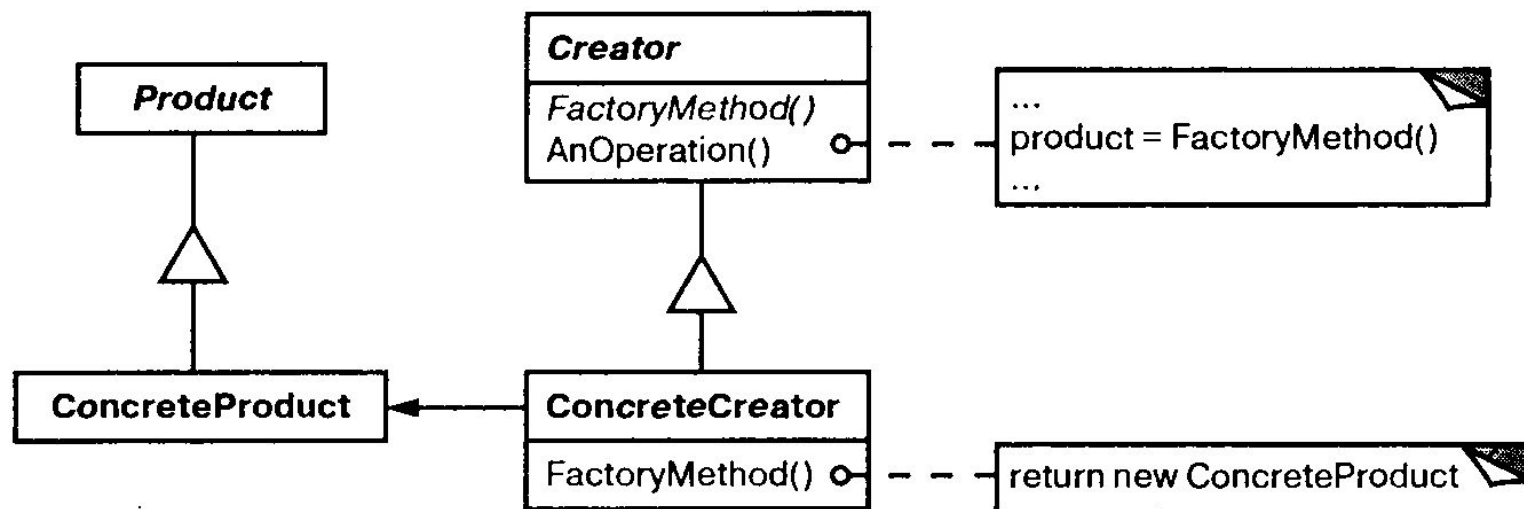 Product
Creator
FactoryMethod()
AnOperation()
...
product = FactoryMethod()
...
ConcreteProduct
ConcreteCreator
FactoryMethod()
return new ConcreteProduct